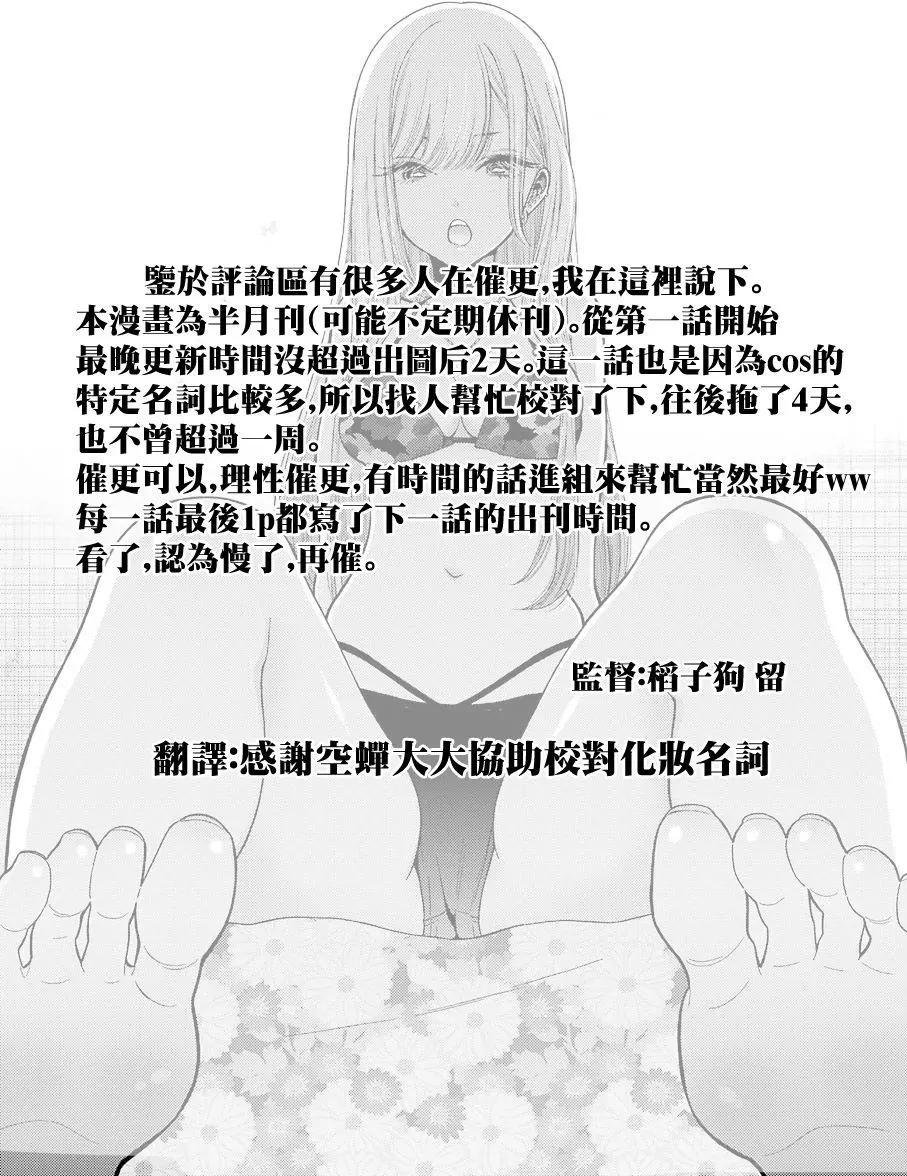 鑒於評論區有很多人在催更,我在這裡說下。
本漫畫為半月刊(可能不定期休刊)。從第一話開始
最晚更新時間沒超過出圖后2天。這一話也是因為cos的
特定名詞比較多,所以找人幫忙校對了下,往後拖了4天,
也不曾超過一周。
催更可以,理性催更,有時間的話進組來幫忙當然最好ww
每一話最後1p都寫了下一話的出刊時間。
看了,認為慢了,再催。
監督:稻子狗 留
翻譯:感謝空蟬大大協助校對化妝名詞